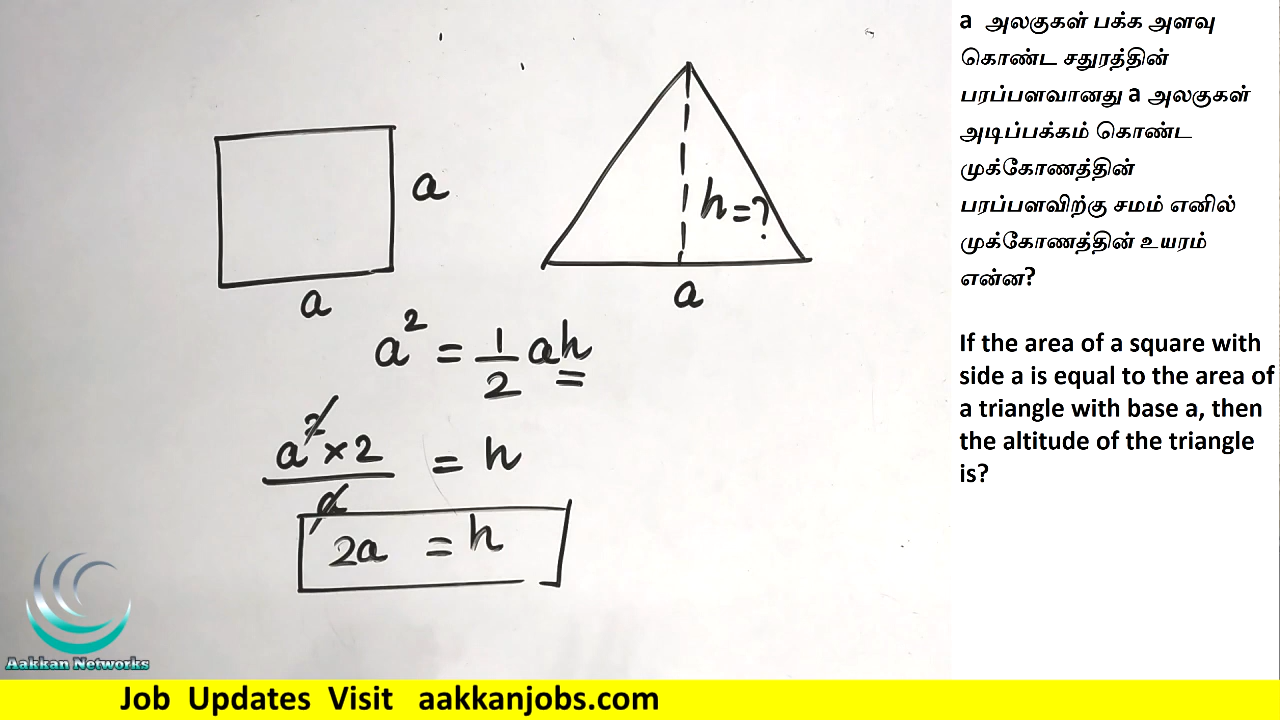 a அலகுகள் பக்க அளவு
கொண்ட சதுரத்தின்
பரப்பளவானது a அலகுகள்
அடிப்பக்கம் கொண்ட
முக்கோணத்தின்
பரப்பளவிற்கு சமம் எனில்
முக்கோணத்தின் உயரம்
என்ன?
If the area of a square with
side a is equal to the area of
a triangle with base a, then
the altitude of the triangle
is?
a
a
h=?
a
a² = 1/2 ah
a² × 2 / a = h
2a = h
Aakkan Networks
Job Updates Visit aakkanjobs.com